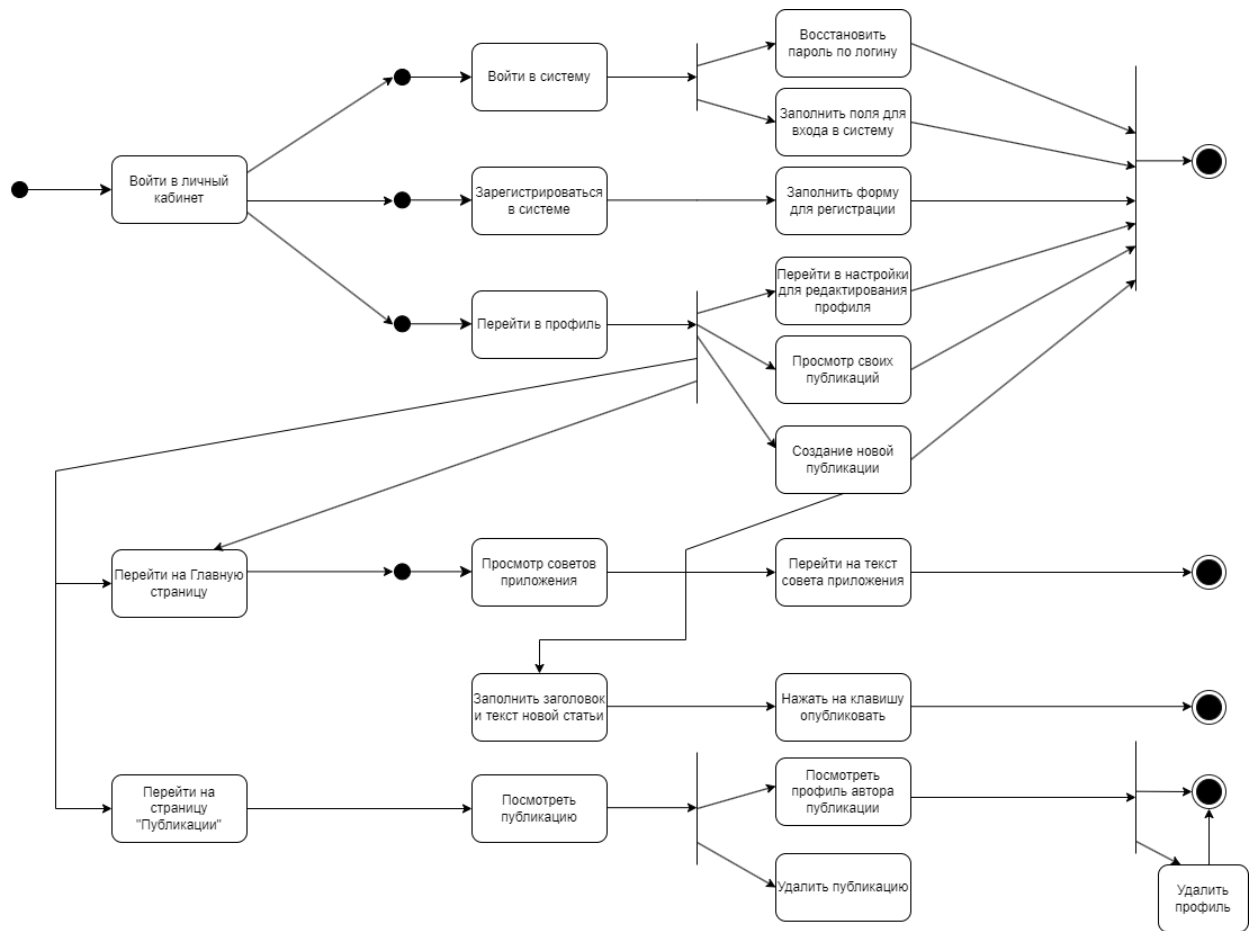 Восстановить
пароль по логину
Войти в систему
Заполнить поля для
входа в систему
Войти в личный
кабинет
Зарегистрироваться
в системе
Заполнить форму
для регистрации
Перейти в настройки
для редактирования
профиля
Перейти в профиль
Просмотр своих
публикаций
Создание новой
публикации
Перейти на Главную
страницу
Просмотр советов
приложения
Перейти на текст
совета приложения
Заполнить заголовок
и текст новой статьи
Нажать на клавишу
опубликовать
Перейти на
страницу
"Публикации"
Посмотреть
публикацию
Посмотреть
профиль автора
публикации
Удалить публикацию
Удалить
профиль